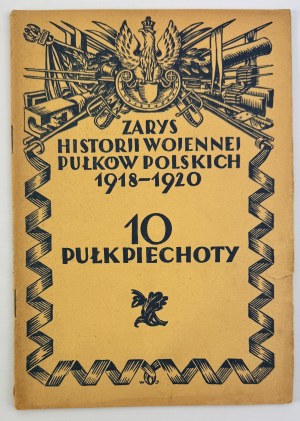 ZARYS
HISTORJI WOJENNEJ
PUŁKÓW POLSKICH
1918–1920
10
PUŁK PIECHOTY